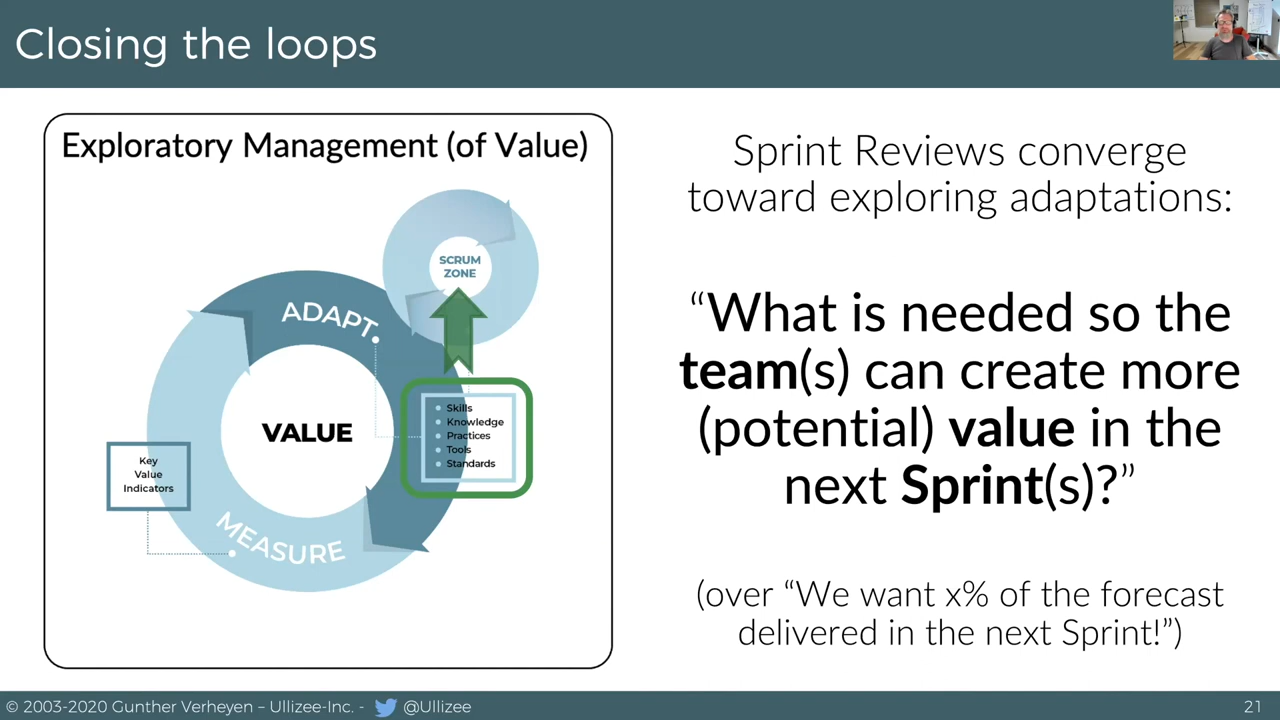 Closing the loops
Exploratory Management (of Value)
SCRUM
ZONE
ADAPT
VALUE
Skills
Knowledge
Practices
Tools
Standards
Key
Value
Indicators
MEASURE
Sprint Reviews converge
toward exploring adaptations:
“What is needed so the
team(s) can create more
(potential) value in the
next Sprint(s)?”
(over “We want x% of the forecast
delivered in the next Sprint!”)
© 2003-2020 Gunther Verheyen – Ullizee-Inc. - @Ullizee
21